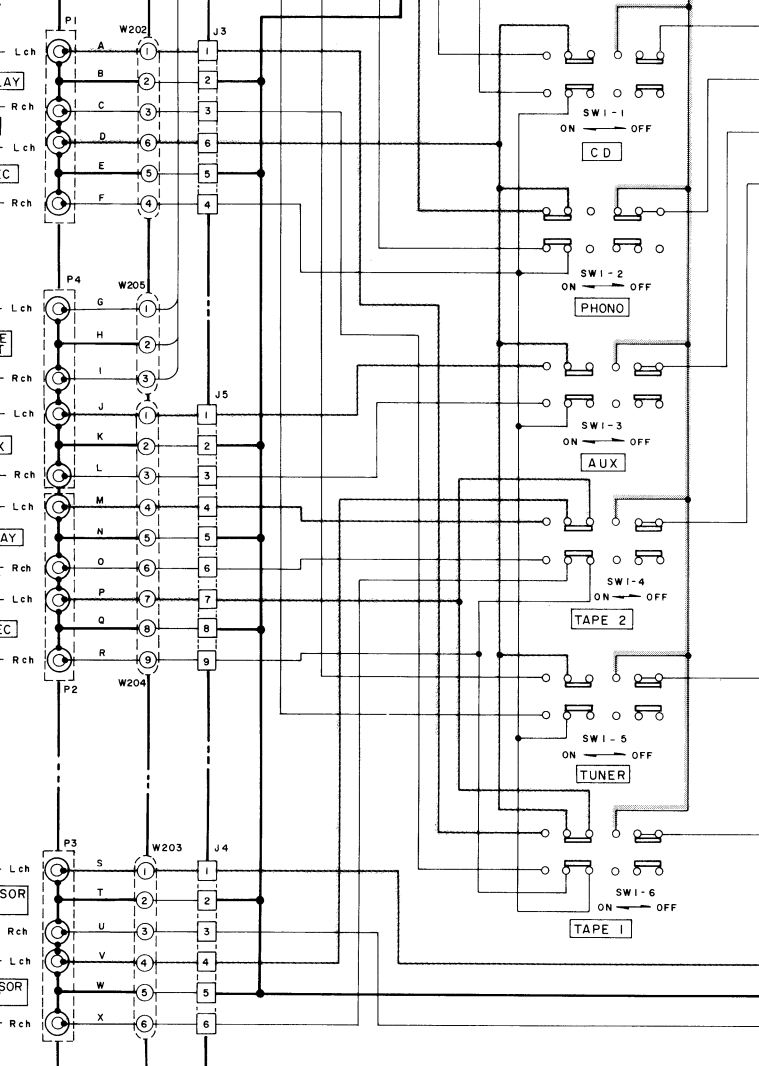 P1
W202
J3
Lch A 1 1
LAY B 2 2
Rch C 3 3
Lch D 6 6
EC E 5 5
Rch F 4 4
SW1-1
ON OFF
CD
P4
W205
Lch G 1
E
T
H 2
Rch I 3
SW1-2
ON OFF
PHONO
J5
Lch J 1 1
X K 2 2
Rch L 3 3
SW1-3
ON OFF
AUX
Lch M 4 4
AY N 5 5
Rch O 6 6
Lch P 7 7
EC Q 8 8
Rch R 9 9
SW1-4
ON OFF
TAPE 2
P2
W204
SW1-5
ON OFF
TUNER
P3
W203
J4
Lch S 1 1
SOR T 2 2
Rch U 3 3
Lch V 4 4
SOR W 5 5
Rch X 6 6
SW1-6
ON OFF
TAPE 1